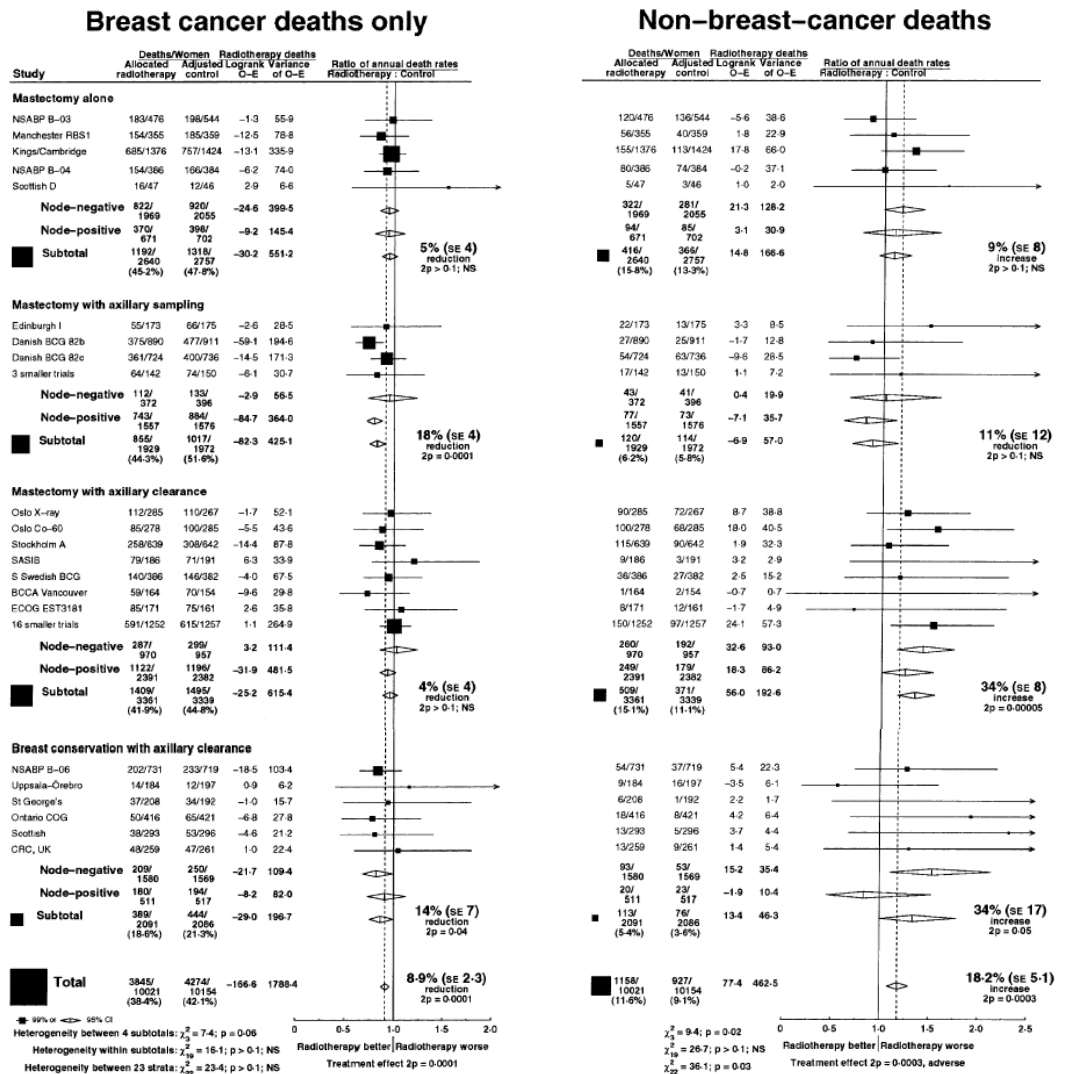 Breast cancer deaths only
Non-breast-cancer deaths
Deaths/Women Radiotherapy deaths
Study Allocated radiotherapy Adjusted control Logrank O-E Variance of O-E Ratio of annual death rates Radiotherapy : Control
Mastectomy alone
NSABP B-03 183/476 198/544 -1·3 55·9
Manchester RBS1 154/355 185/359 -12·5 78·8
Kings/Cambridge 685/1376 757/1424 -13·1 335·9
NSABP B-04 154/386 166/384 -6·2 74·0
Scottish D 16/47 12/46 2·9 6·6
Node-negative 822/1969 920/2055 -24·6 399·5
Node-positive 370/671 398/702 -9·2 145·4
Subtotal 1192/2640 1318/2757 -30·2 551·2
(45·2%) (47·8%)
5% (SE 4)
reduction
2p > 0·1; NS
Mastectomy with axillary sampling
Edinburgh I 55/173 66/175 -2·6 28·5
Danish BCG 82b 375/890 477/911 -59·1 194·6
Danish BCG 82c 361/724 400/736 -14·5 171·3
3 smaller trials 64/142 74/150 -6·1 30·7
Node-negative 112/372 133/396 -2·9 56·5
Node-positive 743/1557 884/1576 -84·7 364·0
Subtotal 855/1929 1017/1972 -82·3 425·1
(44·3%) (51·6%)
18% (SE 4)
reduction
2p = 0·0001
Mastectomy with axillary clearance
Oslo X-ray 112/285 110/267 -1·7 52·1
Oslo Co-60 85/278 100/285 -5·5 43·6
Stockholm A 258/639 308/642 -14·4 87·8
SASIB 79/186 71/191 6·3 33·9
S Swedish BCG 140/386 146/382 -4·0 67·5
BCCA Vancouver 59/164 70/154 -9·6 29·8
ECOG EST3181 85/171 75/161 2·6 35·8
16 smaller trials 591/1252 615/1257 1·1 264·9
Node-negative 287/970 299/957 3·2 111·4
Node-positive 1122/2391 1196/2382 -31·9 481·5
Subtotal 1409/3361 1495/3339 -25·2 615·4
(41·9%) (44·8%)
4% (SE 4)
reduction
2p > 0·1; NS
Breast conservation with axillary clearance
NSABP B-06 202/731 233/719 -18·5 103·4
Uppsala-Örebro 14/184 12/197 0·9 6·2
St George's 37/208 34/192 -1·0 15·7
Ontario COG 50/416 65/421 -6·8 27·8
Scottish 38/293 53/296 -4·6 21·2
CRC, UK 48/259 47/261 1·0 22·4
Node-negative 209/1580 250/1569 -21·7 109·4
Node-positive 180/511 194/517 -8·2 82·0
Subtotal 389/2091 444/2086 -29·0 196·7
(18·6%) (21·3%)
14% (SE 7)
reduction
2p = 0·04
Total 3845/10021 4274/10154 -166·6 1788·4
(38·4%) (42·1%)
8·9% (SE 2·3)
reduction
2p = 0·0001
99% or 95% CI
Heterogeneity between 4 subtotals: χ²₃ = 7·4; p = 0·06
Heterogeneity within subtotals: χ²₁₉ = 16·1; p > 0·1; NS
Heterogeneity between 23 strata: χ²₂₂ = 23·4; p > 0·1; NS
0 0.5 1.0 1.5 2.0
Radiotherapy better Radiotherapy worse
Treatment effect 2p = 0·0001
Deaths/Women Radiotherapy deaths
Allocated radiotherapy Adjusted control Logrank O-E Variance of O-E Ratio of annual death rates Radiotherapy : Control
120/476 136/544 -5·6 38·6
56/355 40/359 1·8 22·9
155/1376 113/1424 17·8 66·0
80/386 74/384 -0·2 37·1
5/47 3/46 1·0 2·0
322/1969 281/2055 21·3 128·2
94/671 85/702 3·1 30·9
416/2640 366/2757 14·8 166·6
(15·8%) (13·3%)
9% (SE 8)
increase
2p > 0·1; NS
22/173 13/175 3·3 8·5
27/890 25/911 -1·7 12·8
54/724 63/736 -9·6 28·5
17/142 13/150 1·1 7·2
43/372 41/396 0·4 19·9
77/1557 73/1576 -7·1 35·7
120/1929 114/1972 -6·9 57·0
(6·2%) (5·8%)
11% (SE 12)
reduction
2p > 0·1; NS
90/285 72/267 8·7 38·8
100/278 68/285 18·0 40·5
115/639 90/642 1·9 32·3
9/186 3/191 3·2 2·9
36/386 27/382 2·5 15·2
1/164 2/154 -0·7 0·7
8/171 12/161 -1·7 4·9
150/1252 97/1257 24·1 57·3
260/970 192/957 32·6 93·0
249/2391 179/2382 18·3 86·2
509/3361 371/3339 56·0 192·6
(15·1%) (11·1%)
34% (SE 8)
increase
2p = 0·00005
54/731 37/719 5·4 22·3
9/184 16/197 -3·5 6·1
6/208 1/192 2·2 1·7
18/416 8/421 4·2 6·4
13/293 5/296 3·7 4·4
13/259 9/261 1·4 5·4
93/1580 53/1569 15·2 35·4
20/511 23/517 -1·9 10·4
113/2091 76/2086 13·4 46·3
(5·4%) (3·6%)
34% (SE 17)
increase
2p = 0·05
1158/10021 927/10154 77·4 462·5
(11·6%) (9·1%)
18·2% (SE 5·1)
increase
2p = 0·0003
χ²₃ = 9·4; p = 0·02
χ²₁₉ = 26·7; p > 0·1; NS
χ²₂₂ = 36·1; p = 0·03
0 0.5 1.0 1.5 2.0 2.5
Radiotherapy better Radiotherapy worse
Treatment effect 2p = 0·0003, adverse